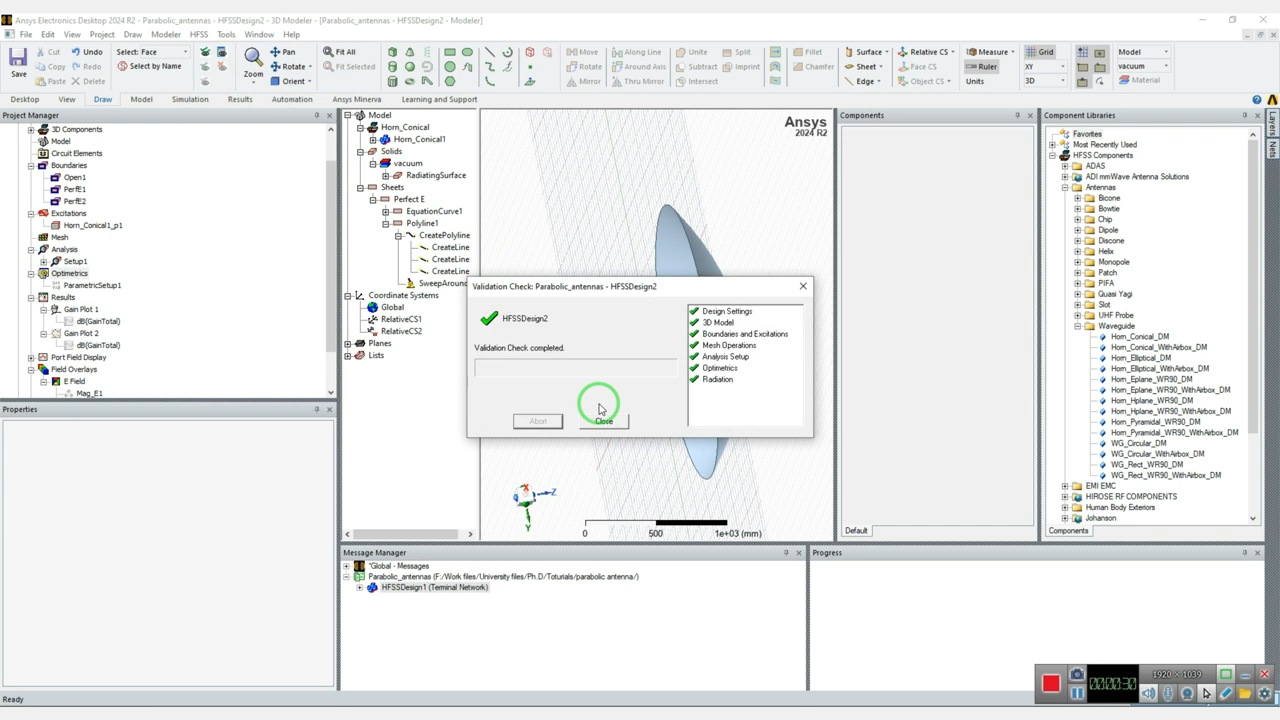 Ansys Electronics Desktop 2024 R2 - Parabolic_antennas - HFSSDesign2 - 3D Modeler - [Parabolic_antennas - HFSSDesign2 - Modeler]
File Edit View Project Draw Modeler HFSS Tools Window Help
Save
Cut
Copy
Paste
Undo
Redo
Delete
Select: Face
Select by Name
Zoom
Pan
Rotate
Orient
Fit All
Fit Selected
Move
Rotate
Mirror
Along Line
Around Axis
Thru Mirror
Unite
Subtract
Intersect
Split
Imprint
Fillet
Chamfer
Surface
Sheet
Edge
Relative CS
Face CS
Object CS
Measure
Ruler
Units
Grid
XY
3D
Model
vacuum
Material
Desktop View Draw Model Simulation Results Automation Ansys Minerva Learning and Support
Project Manager
3D Components
Model
Circuit Elements
Boundaries
Open1
PerfE1
PerfE2
Excitations
Horn_Conical1_p1
Mesh
Analysis
Setup1
Optimetrics
ParametricSetup1
Results
Gain Plot 1
dB(GainTotal)
Gain Plot 2
dB(GainTotal)
Port Field Display
Field Overlays
E Field
Mag_E1
Properties
Model
Horn_Conical
Horn_Conical1
Solids
vacuum
RadiatingSurface
Sheets
Perfect E
EquationCurve1
Polyline1
CreatePolyline
CreateLine
CreateLine
CreateLine
SweepAroun
Coordinate Systems
Global
RelativeCS1
RelativeCS2
Planes
Lists
Ansys
2024 R2
X
Z
Y
0 500 1e+03 (mm)
Validation Check: Parabolic_antennas - HFSSDesign2
HFSSDesign2
Validation Check completed.
Abort
Close
Design Settings
3D Model
Boundaries and Excitations
Mesh Operations
Analysis Setup
Optimetrics
Radiation
Components
Default
Component Libraries
Favorites
Most Recently Used
HFSS Components
ADAS
ADI mmWave Antenna Solutions
Antennas
Bicone
Bowtie
Chip
Dipole
Discone
Helix
Monopole
Patch
PIFA
Quasi Yagi
Slot
UHF Probe
Waveguide
Horn_Conical_DM
Horn_Conical_WithAirbox_DM
Horn_Elliptical_DM
Horn_Elliptical_WithAirbox_DM
Horn_Eplane_WR90_DM
Horn_Eplane_WR90_WithAirbox_DM
Horn_Hplane_WR90_DM
Horn_Hplane_WR90_WithAirbox_DM
Horn_Pyramidal_WR90_DM
Horn_Pyramidal_WR90_WithAirbox_DM
WG_Circular_DM
WG_Circular_WithAirbox_DM
WG_Rect_WR90_DM
WG_Rect_WR90_WithAirbox_DM
EMI EMC
HIROSE RF COMPONENTS
Human Body Exteriors
Johanson
Components
Layers
Nets
Message Manager
*Global - Messages
Parabolic_antennas (F:/Work files/University files/Ph.D/Toturials/parabolic antenna/)
HFSSDesign1 (Terminal Network)
Progress
Ready
1920 × 1039
00:00:30